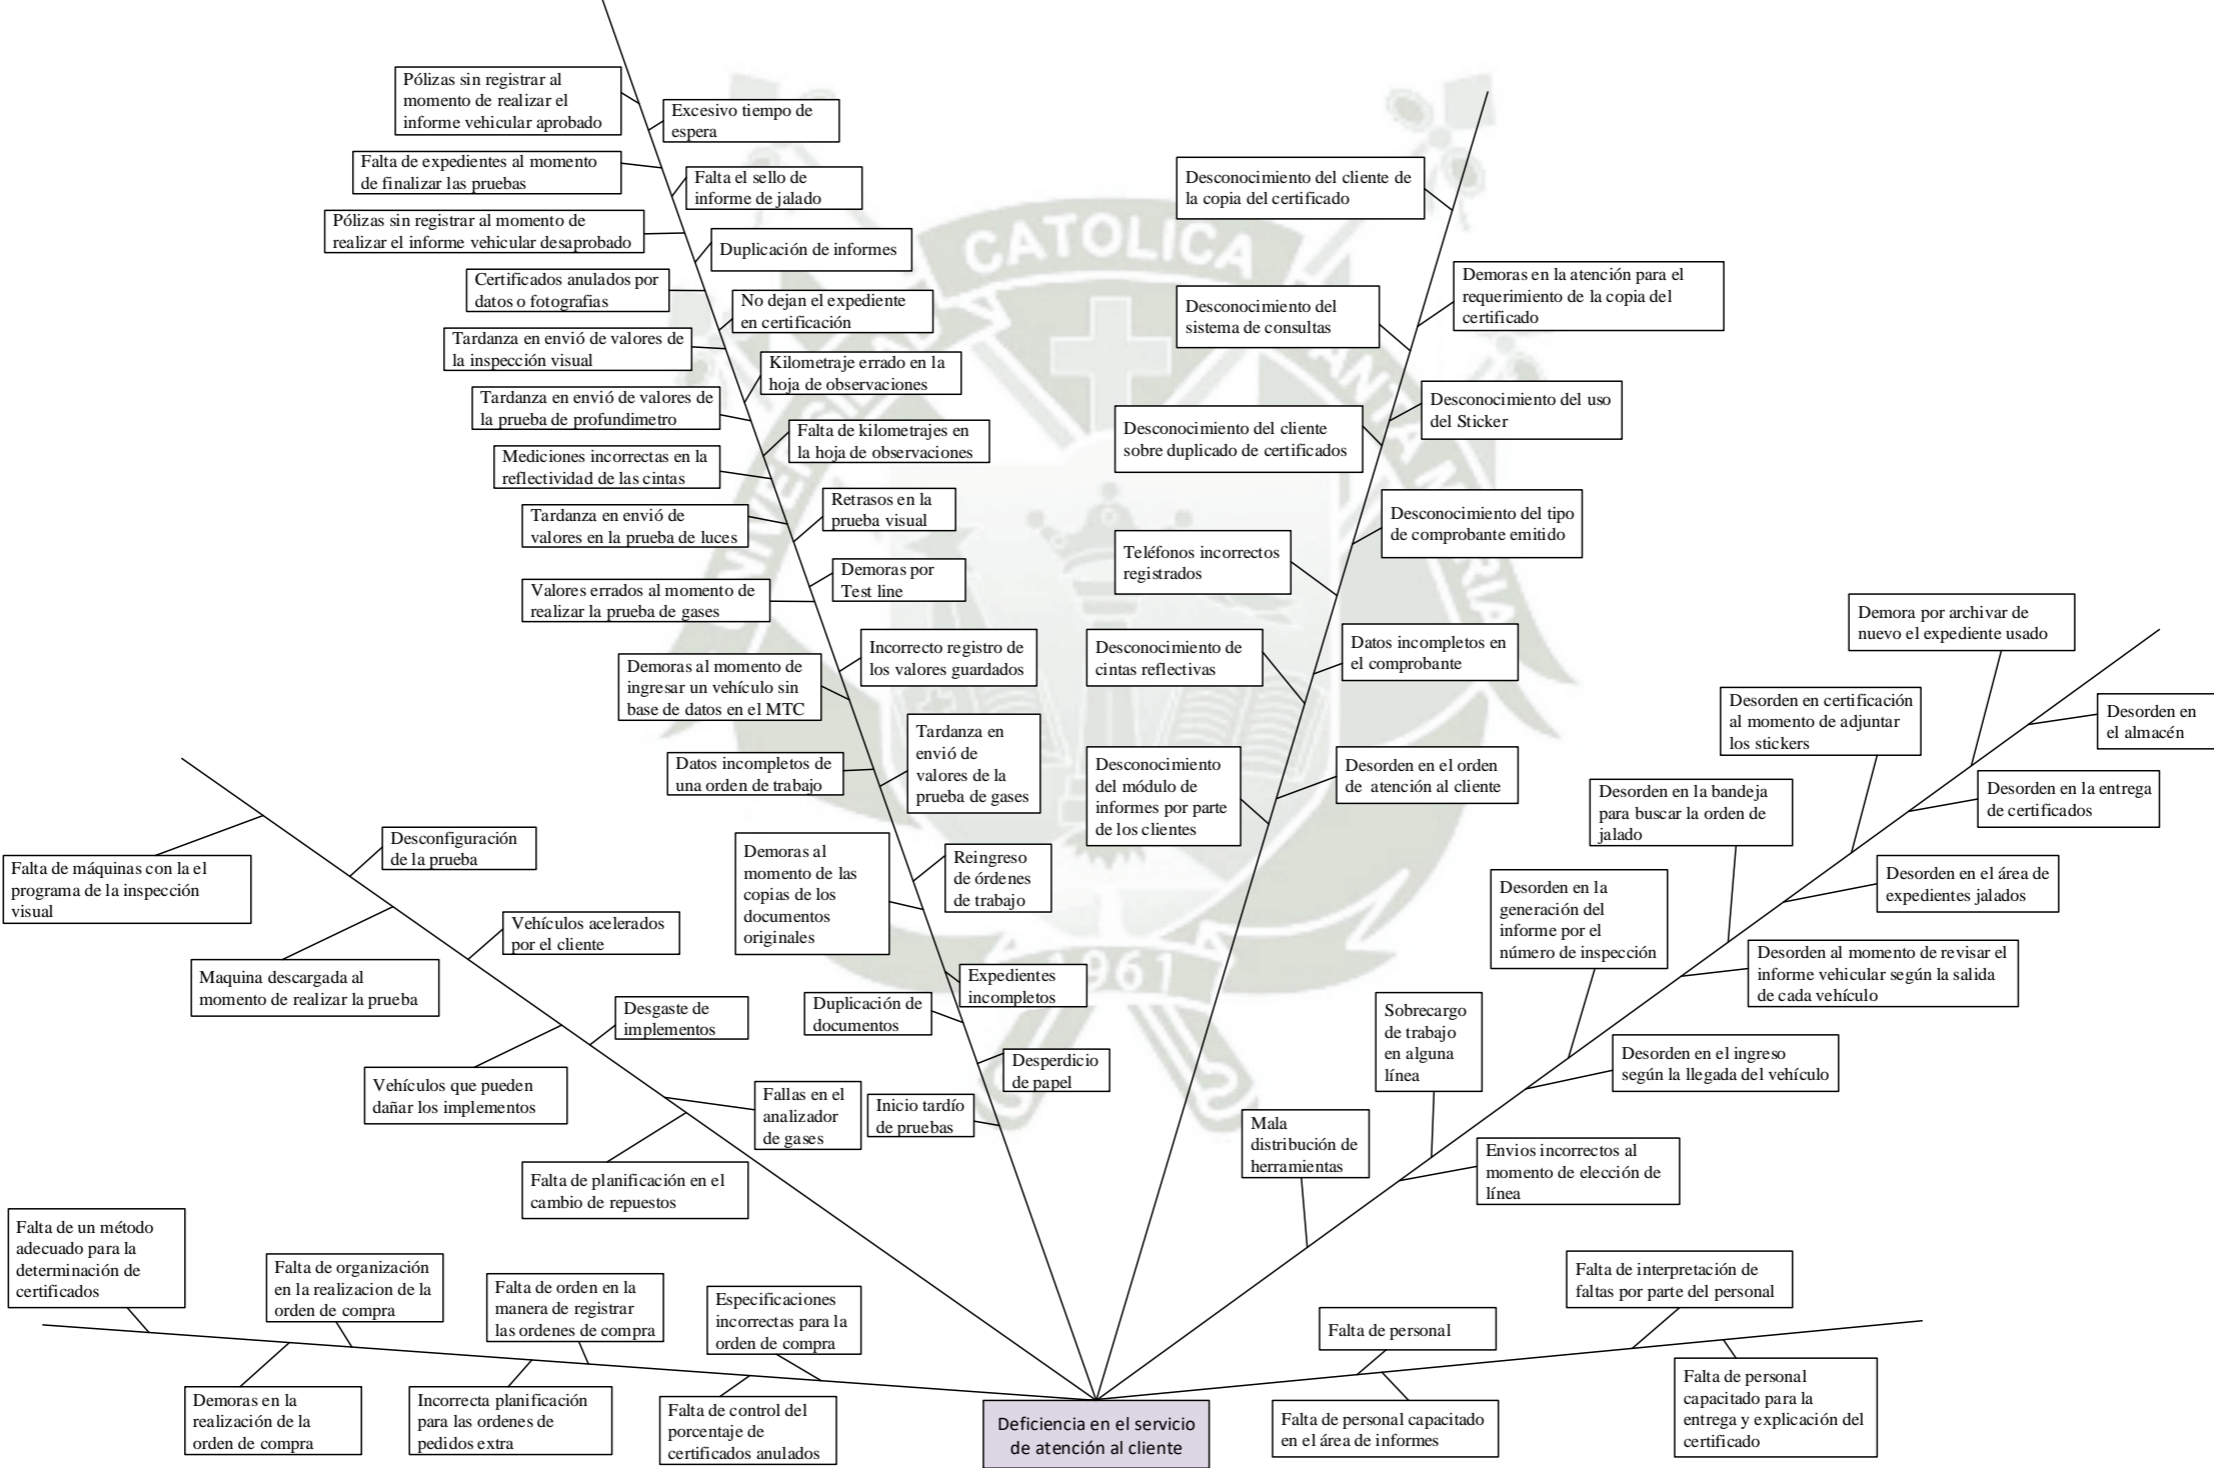 Pólizas sin registrar al
momento de realizar el
informe vehicular aprobado
Excesivo tiempo de
espera
Falta de expedientes al momento
de finalizar las pruebas
Falta el sello de
informe de jalado
Pólizas sin registrar al momento de
realizar el informe vehicular desaprobado
Duplicación de informes
Certificados anulados por
datos o fotografias
No dejan el expediente
en certificación
Tardanza en envió de valores de
la inspección visual
Kilometraje errado en la
hoja de observaciones
Tardanza en envió de valores de
la prueba de profundimetro
Falta de kilometrajes en
la hoja de observaciones
Mediciones incorrectas en la
reflectividad de las cintas
Retrasos en la
prueba visual
Tardanza en envió de
valores en la prueba de luces
Demoras por
Test line
Valores errados al momento de
realizar la prueba de gases
Incorrecto registro de
los valores guardados
Demoras al momento de
ingresar un vehículo sin
base de datos en el MTC
Tardanza en
envió de
valores de la
prueba de gases
Datos incompletos de
una orden de trabajo
Demoras al
momento de las
copias de los
documentos
originales
Reingreso
de órdenes
de trabajo
Expedientes
incompletos
Duplicación de
documentos
Desperdicio
de papel
Inicio tardío
de pruebas
Desconocimiento del cliente de
la copia del certificado
Demoras en la atención para el
requerimiento de la copia del
certificado
Desconocimiento del
sistema de consultas
Desconocimiento del uso
del Sticker
Desconocimiento del cliente
sobre duplicado de certificados
Desconocimiento del tipo
de comprobante emitido
Teléfonos incorrectos
registrados
Datos incompletos en
el comprobante
Desconocimiento de
cintas reflectivas
Desorden en el orden
de atención al cliente
Desconocimiento
del módulo de
informes por parte
de los clientes
Demora por archivar de
nuevo el expediente usado
Desorden en
el almacén
Desorden en certificación
al momento de adjuntar
los stickers
Desorden en la entrega
de certificados
Desorden en la bandeja
para buscar la orden de
jalado
Desorden en el área de
expedientes jalados
Desorden en la
generación del
informe por el
número de inspección
Desorden al momento de revisar el
informe vehicular según la salida
de cada vehículo
Sobrecargo
de trabajo
en alguna
línea
Desorden en el ingreso
según la llegada del vehículo
Mala
distribución de
herramientas
Envios incorrectos al
momento de elección de
línea
Falta de máquinas con la el
programa de la inspección
visual
Desconfiguración
de la prueba
Maquina descargada al
momento de realizar la prueba
Vehículos acelerados
por el cliente
Vehículos que pueden
dañar los implementos
Desgaste de
implementos
Fallas en el
analizador
de gases
Falta de planificación en el
cambio de repuestos
Falta de un método
adecuado para la
determinación de
certificados
Falta de organización
en la realizacion de la
orden de compra
Falta de orden en la
manera de registrar
las ordenes de compra
Especificaciones
incorrectas para la
orden de compra
Demoras en la
realización de la
orden de compra
Incorrecta planificación
para las ordenes de
pedidos extra
Falta de control del
porcentaje de
certificados anulados
Falta de personal
Falta de interpretación de
faltas por parte del personal
Falta de personal capacitado
en el área de informes
Falta de personal
capacitado para la
entrega y explicación del
certificado
Deficiencia en el servicio
de atención al cliente
CATOLICA
1961